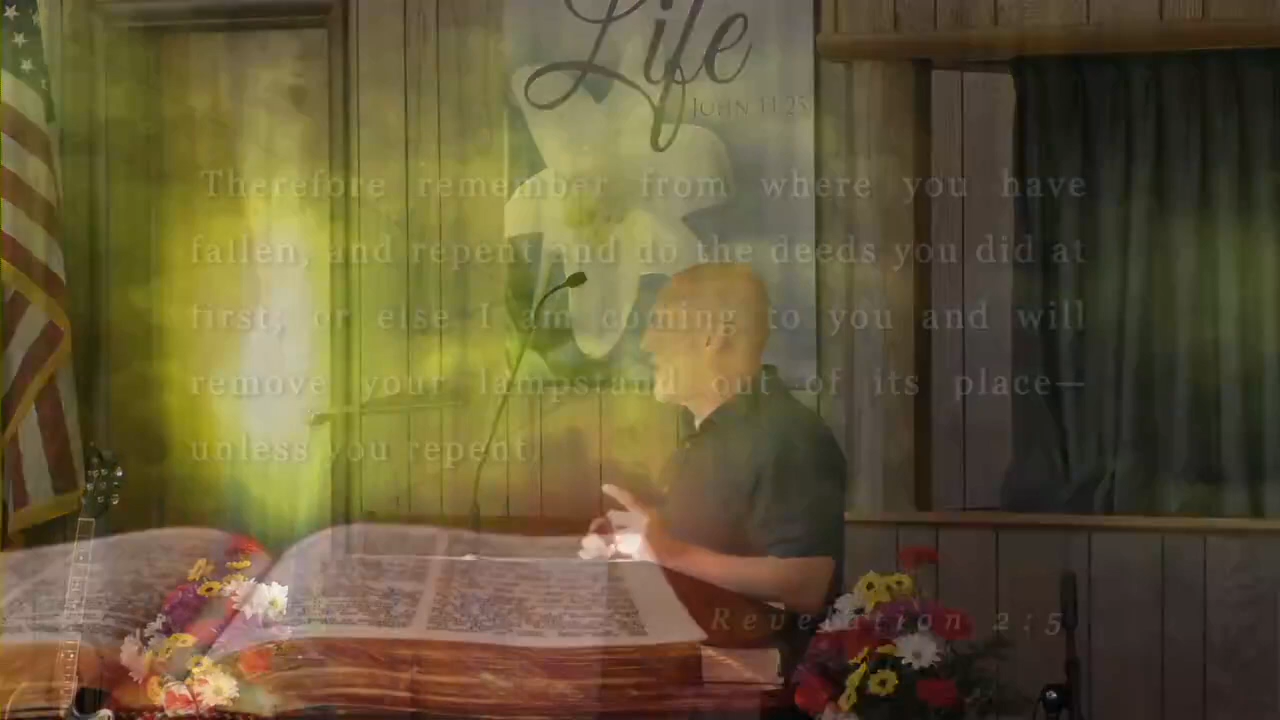 Life
JOHN 11:25
Therefore remember from where you have
fallen, and repent and do the deeds you did at
first, or else I am coming to you and will
remove your lampstand out of its place—
unless you repent.
Revelation 2:5